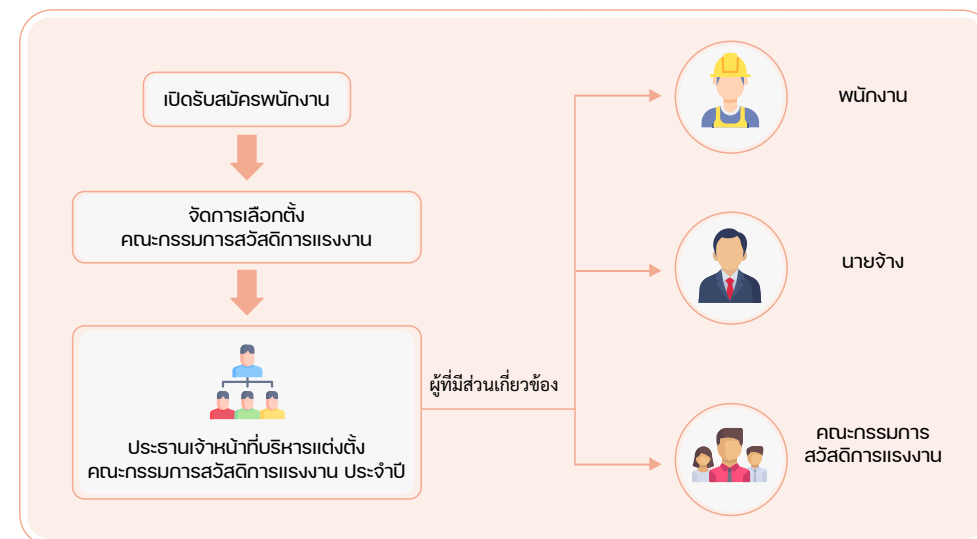 เปิดรับสมัครพนักงาน
จัดการเลือกตั้ง
คณะกรรมการสวัสดิการแรงงาน
ประธานเจ้าหน้าที่บริหารแต่งตั้ง
คณะกรรมการสวัสดิการแรงงาน ประจำปี
ผู้ที่มีส่วนเกี่ยวข้อง
พนักงาน
นายจ้าง
คณะกรรมการ
สวัสดิการแรงงาน